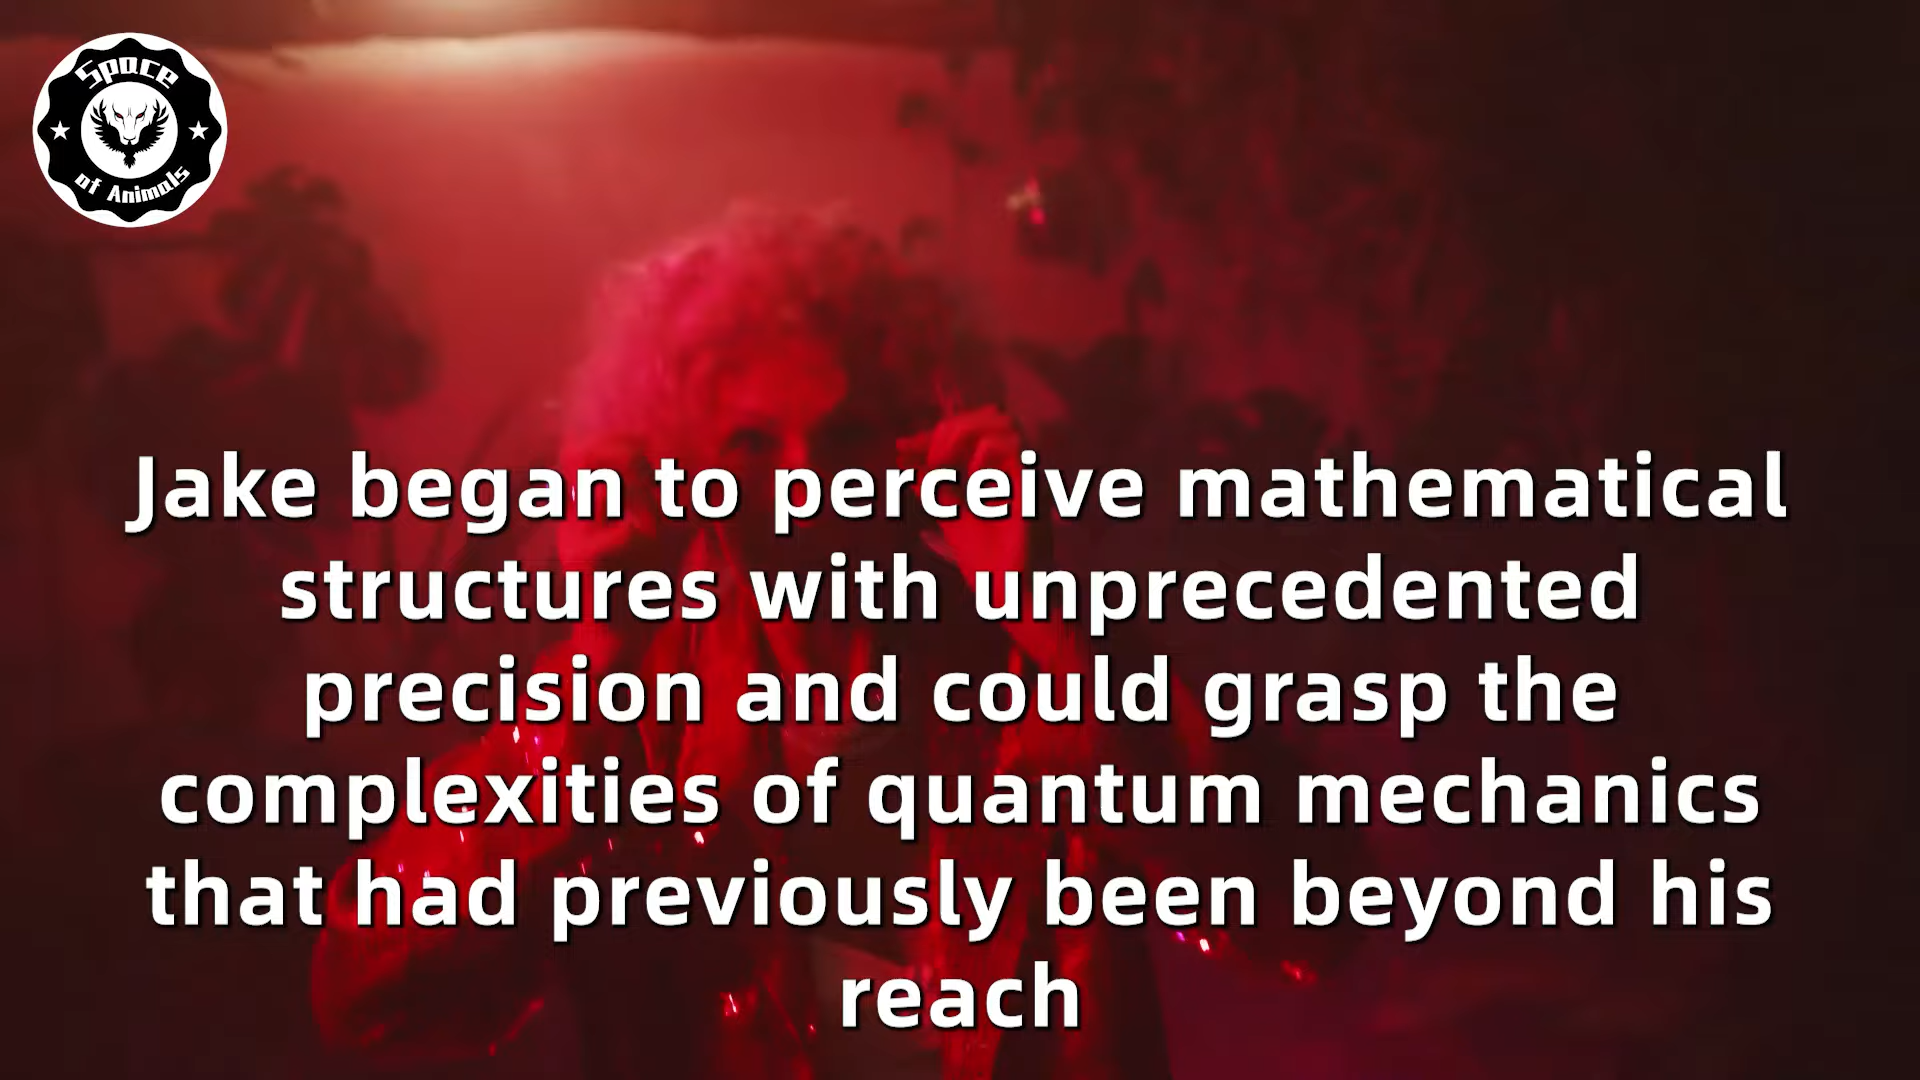 Space
of Animals
Jake began to perceive mathematical
structures with unprecedented
precision and could grasp the
complexities of quantum mechanics
that had previously been beyond his
reach